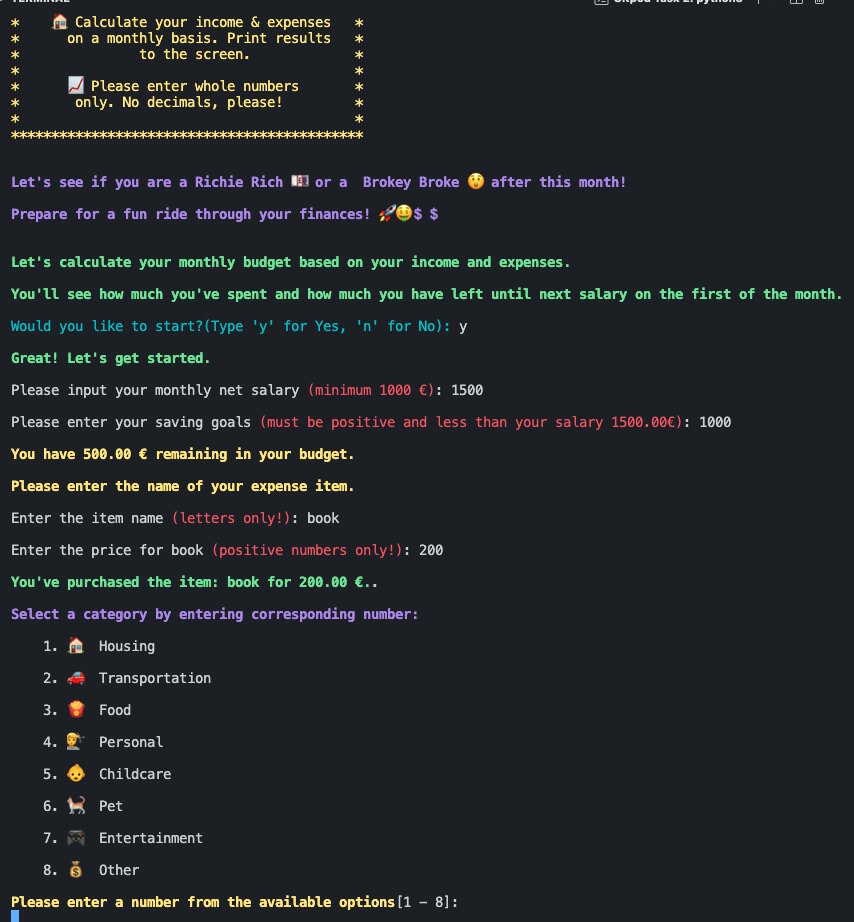 TERMINAL
* 🏠 Calculate your income & expenses *
* on a monthly basis. Print results *
* to the screen. *
* *
* 📈 Please enter whole numbers *
* only. No decimals, please! *
* *
********************************************
Let's see if you are a Richie Rich 💵 or a  Brokey Broke 😲 after this month!
Prepare for a fun ride through your finances! 🚀🤑$ $
Let's calculate your monthly budget based on your income and expenses.
You'll see how much you've spent and how much you have left until next salary on the first of the month.
Would you like to start?(Type 'y' for Yes, 'n' for No): y
Great! Let's get started.
Please input your monthly net salary (minimum 1000 €): 1500
Please enter your saving goals (must be positive and less than your salary 1500.00€): 1000
You have 500.00 € remaining in your budget.
Please enter the name of your expense item.
Enter the item name (letters only!): book
Enter the price for book (positive numbers only!): 200
You've purchased the item: book for 200.00 €..
Select a category by entering corresponding number:
1. 🏠 Housing
2. 🚗 Transportation
3. 🍟 Food
4. 💇 Personal
5. 👶 Childcare
6. 🐈 Pet
7. 🎮 Entertainment
8. 💰 Other
Please enter a number from the available options[1 – 8]: